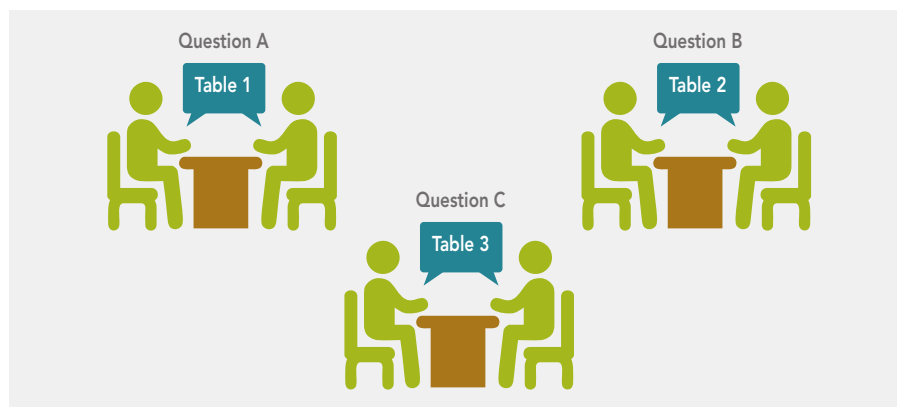 Question A
Table 1
Question B
Table 2
Question C
Table 3